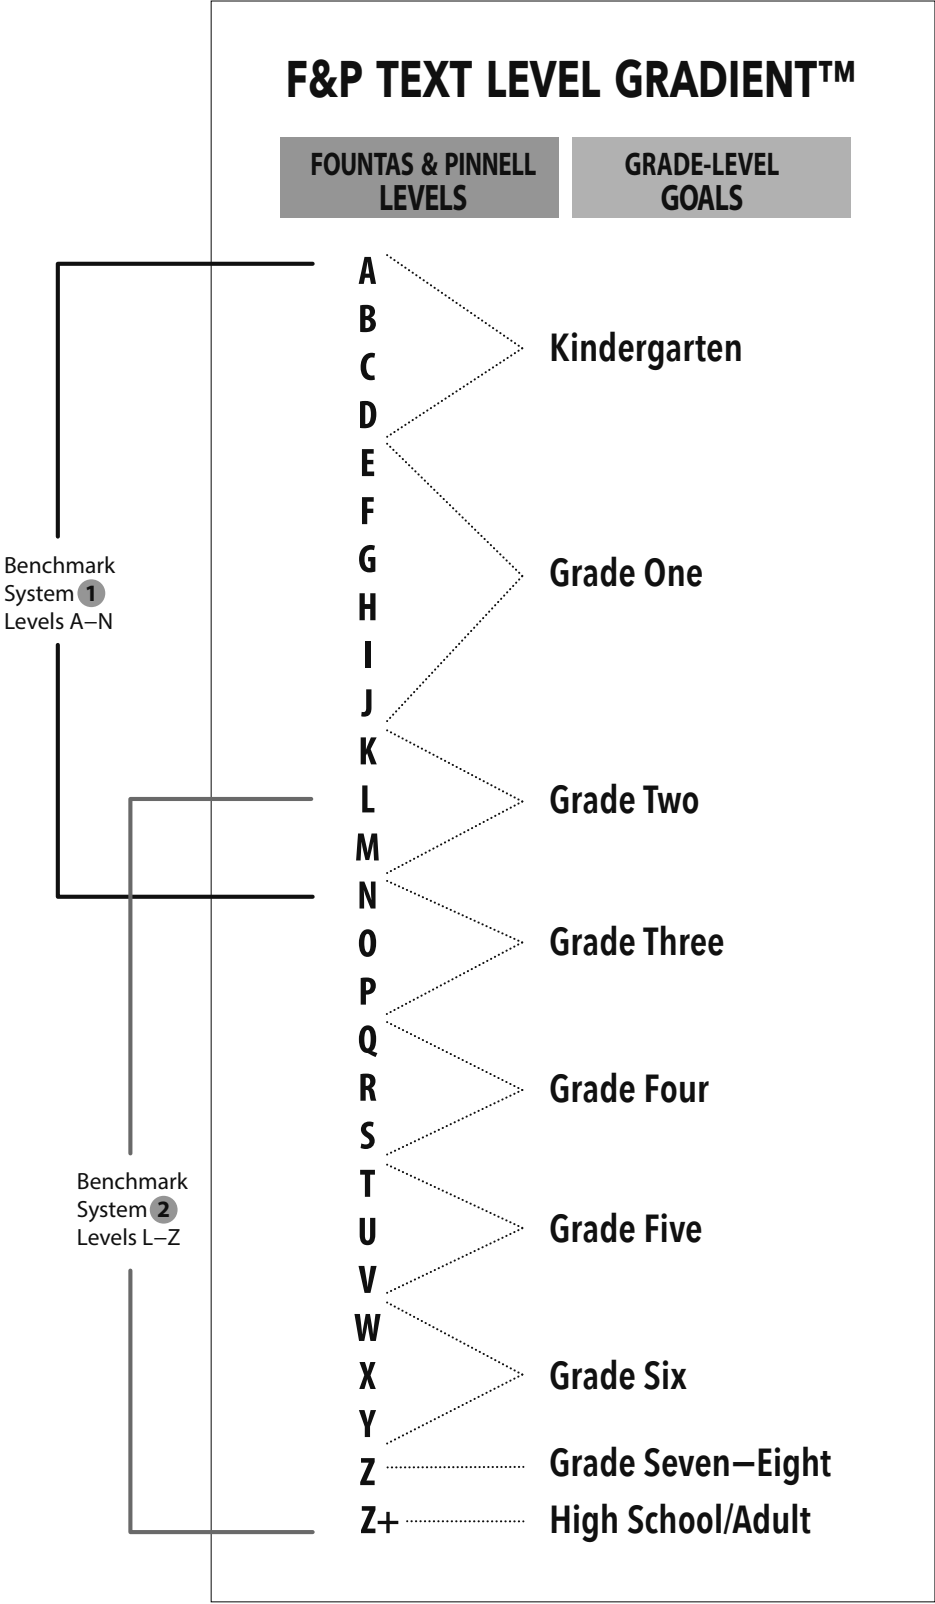 F&P TEXT LEVEL GRADIENT™
FOUNTAS & PINNELL
LEVELS
GRADE-LEVEL
GOALS
A
B
Kindergarten
C
D
E
F
G
Grade One
H
I
J
K
L
Grade Two
M
N
O
Grade Three
P
Q
R
Grade Four
S
T
U
Grade Five
V
W
X
Grade Six
Y
Z
Grade Seven–Eight
Z+
High School/Adult
Benchmark
System 1
Levels A–N
Benchmark
System 2
Levels L–Z